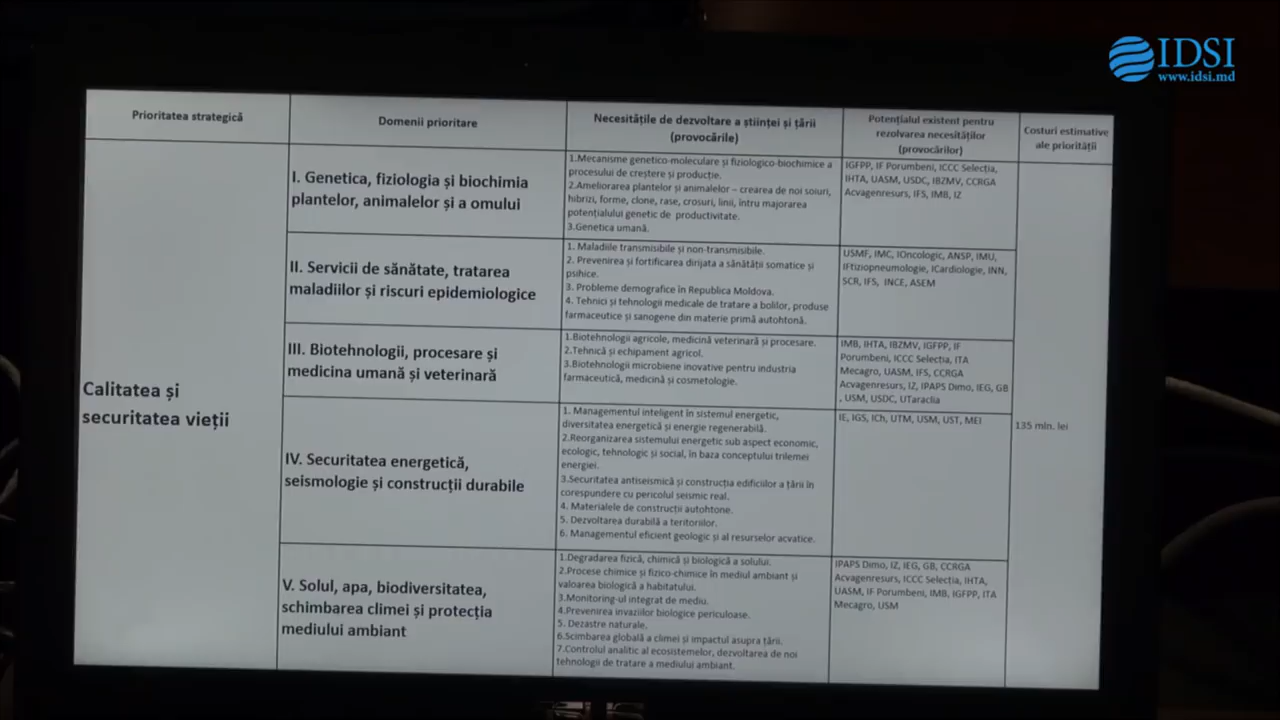 IDSI
www.idsi.md
Prioritatea strategică
Domenii prioritare
Necesitățile de dezvoltare a științei și țării
(provocările)
Potențialul existent pentru
rezolvarea necesităților
(provocărilor)
Costuri estimative
ale priorității
Calitatea și
securitatea vieții
I. Genetica, fiziologia și biochimia
plantelor, animalelor și a omului
1.Mecanisme genetico-moleculare și fiziologico-biochimice a
procesului de creștere și producție.
2.Ameliorarea plantelor și animalelor – crearea de noi soiuri,
hibrizi, forme, clone, rase, crosuri, linii, intru majorarea
potențialului genetic de productivitate.
3.Genetica umană.
IGFPP, IF Porumbeni, ICCC Selecția,
IHTA, UASM, USDC, IBZMV, CCRGA
Acvagenresurs, IFS, IMB, IZ
II. Servicii de sănătate, tratarea
maladiilor și riscuri epidemiologice
1. Maladiile transmisibile și non-transmisibile.
2. Prevenirea și fortificarea dirijata a sănătății somatice și
psihice.
3. Probleme demografice în Republica Moldova.
4. Tehnici și tehnologii medicale de tratare a bolilor, produse
farmaceutice și sanogene din materie primă autohtonă.
USMF, IMC, IOncologic, ANSP, IMU,
IFtiziopneumologie, ICardiologie, INN,
SCR, IFS, INCE, ASEM
III. Biotehnologii, procesare și
medicina umană și veterinară
1.Biotehnologii agricole, medicină veterinară și procesare.
2.Tehnică și echipament agricol.
3.Biotehnologii microbiene inovative pentru industria
farmaceutică, medicină și cosmetologie.
IMB, IHTA, IBZMV, IGFPP, IF
Porumbeni, ICCC Selecția, ITA
Mecagro, UASM, IFS, CCRGA
Acvagenresurs, IZ, IPAPS Dimo, IEG, GB
, USM, USDC, UTaraclia
IV. Securitatea energetică,
seismologie și construcții durabile
1. Managementul inteligent în sistemul energetic,
diversitatea energetică și energie regenerabilă.
2.Reorganizarea sistemului energetic sub aspect economic,
ecologic, tehnologic și social, în baza conceptului trilemei
energiei.
3.Securitatea antiseismică și construcția edificiilor a țării în
corespundere cu pericolul seismic real.
4. Materialele de construcții autohtone.
5. Dezvoltarea durabilă a teritoriilor.
6. Managementul eficient geologic și al resurselor acvatice.
IE, IGS, ICh, UTM, USM, UST, MEI
135 mln. lei
V. Solul, apa, biodiversitatea,
schimbarea climei și protecția
mediului ambiant
1.Degradarea fizică, chimică și biologică a solului.
2.Procese chimice și fizico-chimice în mediul ambiant și
valoarea biologică a habitatului.
3.Monitoring-ul integrat de mediu.
4.Prevenirea invaziilor biologice periculoase.
5. Dezastre naturale.
6.Scimbarea globală a climei și impactul asupra țării.
7.Controlul analitic al ecosistemelor, dezvoltarea de noi
tehnologii de tratare a mediului ambiant.
IPAPS Dimo, IZ, IEG, GB, CCRGA
Acvagenresurs, ICCC Selecția, IHTA,
UASM, IF Porumbeni, IMB, IGFPP, ITA
Mecagro, USM